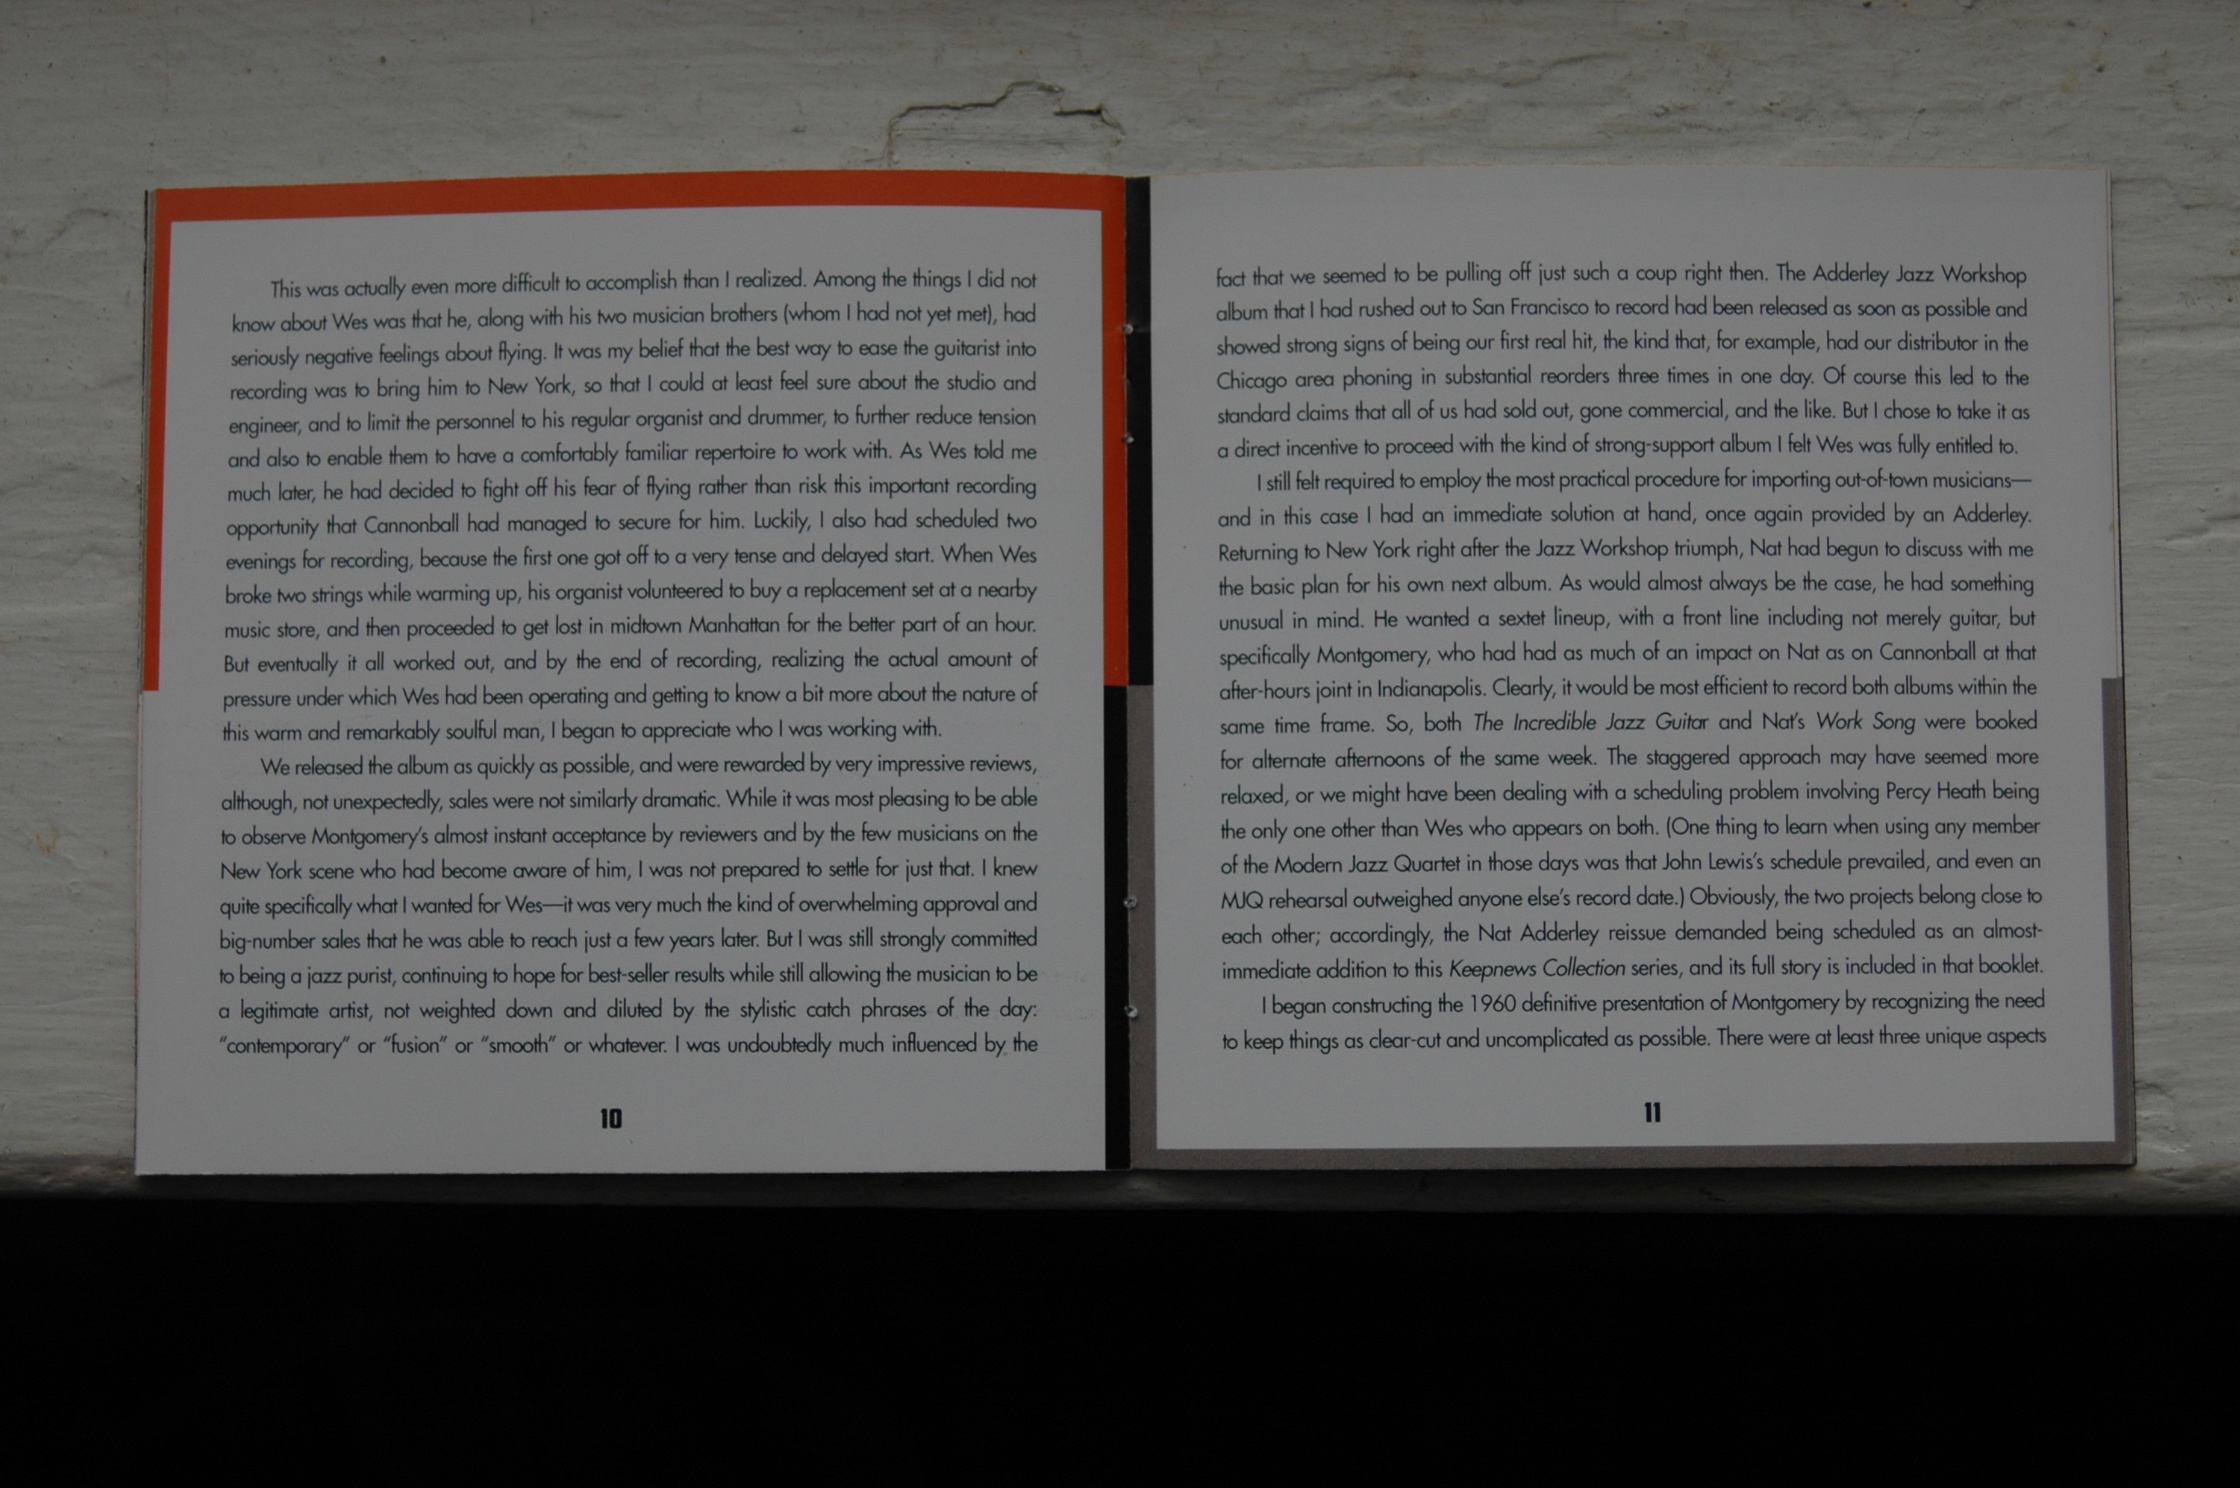 This was actually even more difficult to accomplish than I realized. Among the things I did not
know about Wes was that he, along with his two musician brothers (whom I had not yet met), had
seriously negative feelings about flying. It was my belief that the best way to ease the guitarist into
recording was to bring him to New York, so that I could at least feel sure about the studio and
engineer, and to limit the personnel to his regular organist and drummer, to further reduce tension
and also to enable them to have a comfortably familiar repertoire to work with. As Wes told me
much later, he had decided to fight off his fear of flying rather than risk this important recording
opportunity that Cannonball had managed to secure for him. Luckily, I also had scheduled two
evenings for recording, because the first one got off to a very tense and delayed start. When Wes
broke two strings while warming up, his organist volunteered to buy a replacement set at a nearby
music store, and then proceeded to get lost in midtown Manhattan for the better part of an hour.
But eventually it all worked out, and by the end of recording, realizing the actual amount of
pressure under which Wes had been operating and getting to know a bit more about the nature of
this warm and remarkably soulful man, I began to appreciate who I was working with.
We released the album as quickly as possible, and were rewarded by very impressive reviews,
although, not unexpectedly, sales were not similarly dramatic. While it was most pleasing to be able
to observe Montgomery's almost instant acceptance by reviewers and by the few musicians on the
New York scene who had become aware of him, I was not prepared to settle for just that. I knew
quite specifically what I wanted for Wes—it was very much the kind of overwhelming approval and
big-number sales that he was able to reach just a few years later. But I was still strongly committed
to being a jazz purist, continuing to hope for best-seller results while still allowing the musician to be
a legitimate artist, not weighted down and diluted by the stylistic catch phrases of the day:
"contemporary" or "fusion" or "smooth" or whatever. I was undoubtedly much influenced by the
10
fact that we seemed to be pulling off just such a coup right then. The Adderley Jazz Workshop
album that I had rushed out to San Francisco to record had been released as soon as possible and
showed strong signs of being our first real hit, the kind that, for example, had our distributor in the
Chicago area phoning in substantial reorders three times in one day. Of course this led to the
standard claims that all of us had sold out, gone commercial, and the like. But I chose to take it as
a direct incentive to proceed with the kind of strong-support album I felt Wes was fully entitled to.
I still felt required to employ the most practical procedure for importing out-of-town musicians—
and in this case I had an immediate solution at hand, once again provided by an Adderley.
Returning to New York right after the Jazz Workshop triumph, Nat had begun to discuss with me
the basic plan for his own next album. As would almost always be the case, he had something
unusual in mind. He wanted a sextet lineup, with a front line including not merely guitar, but
specifically Montgomery, who had had as much of an impact on Nat as on Cannonball at that
after-hours joint in Indianapolis. Clearly, it would be most efficient to record both albums within the
same time frame. So, both The Incredible Jazz Guitar and Nat's Work Song were booked
for alternate afternoons of the same week. The staggered approach may have seemed more
relaxed, or we might have been dealing with a scheduling problem involving Percy Heath being
the only one other than Wes who appears on both. (One thing to learn when using any member
of the Modern Jazz Quartet in those days was that John Lewis's schedule prevailed, and even an
MJQ rehearsal outweighed anyone else's record date.) Obviously, the two projects belong close to
each other; accordingly, the Nat Adderley reissue demanded being scheduled as an almost-
immediate addition to this Keepnews Collection series, and its full story is included in that booklet.
I began constructing the 1960 definitive presentation of Montgomery by recognizing the need
to keep things as clear-cut and uncomplicated as possible. There were at least three unique aspects
11